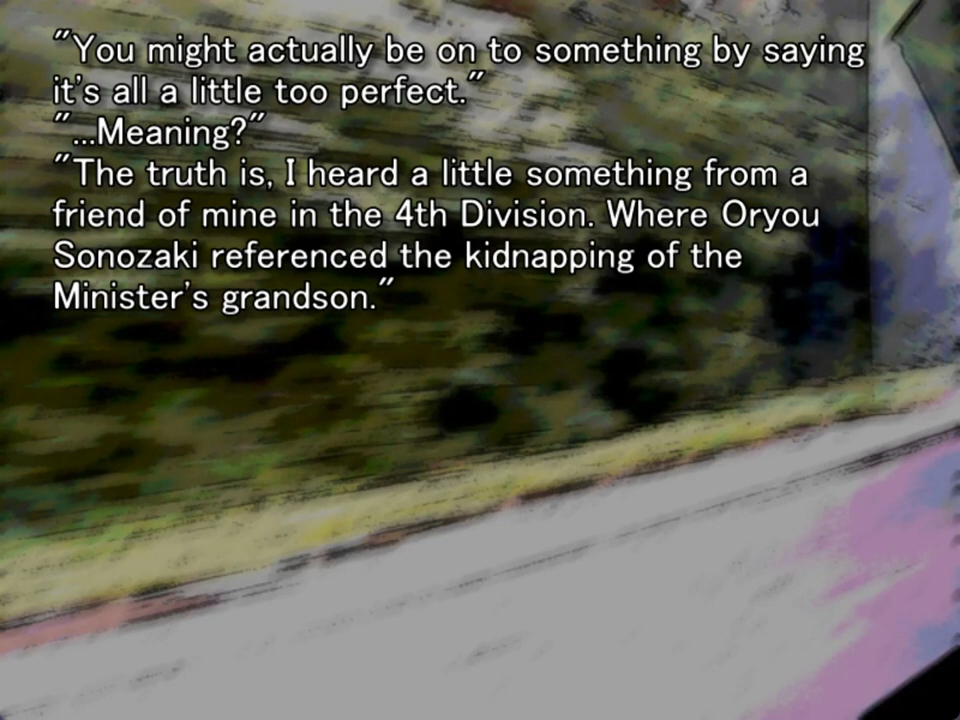 "You might actually be on to something by saying
it's all a little too perfect."
"...Meaning?"
"The truth is, I heard a little something from a
friend of mine in the 4th Division. Where Oryou
Sonozaki referenced the kidnapping of the
Minister's grandson."